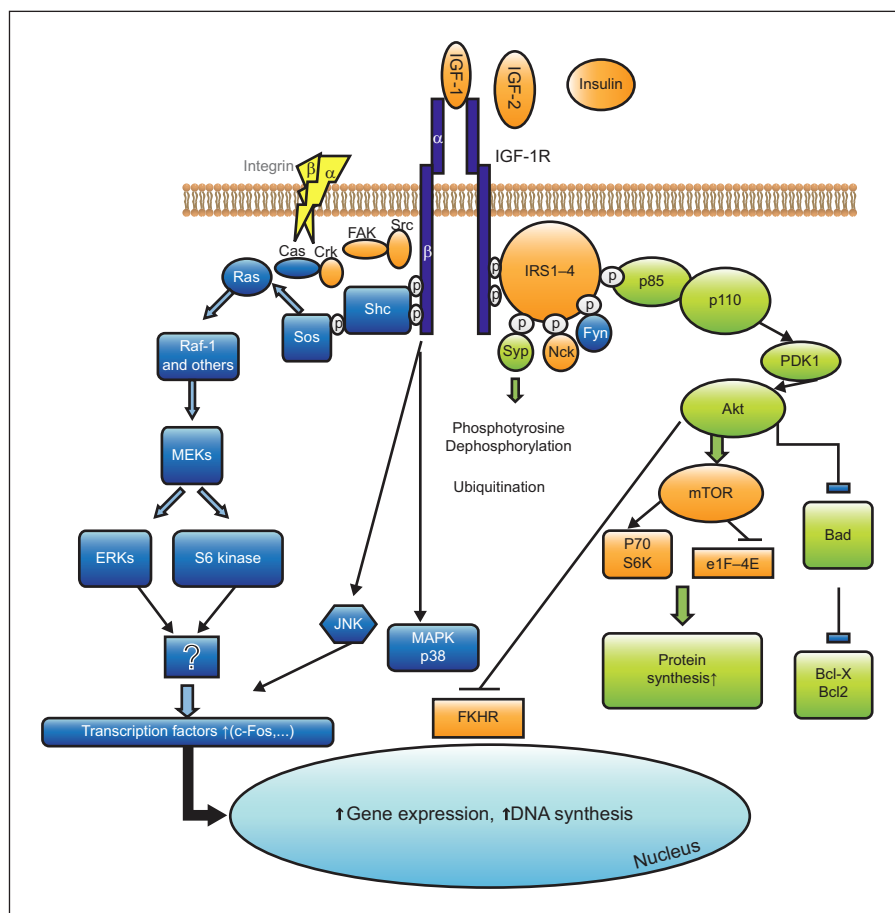 IGF-1
IGF-2
Insulin
α
IGF-1R
Integrin
β
α
Src
FAK
Cas
Crk
β
Ras
p
p
Shc
p
Sos
p
p
IRS1–4
p
p85
p110
p
p
p
Syp
Nck
Fyn
Raf-1
and others
PDK1
Akt
Phosphotyrosine
Dephosphorylation
Ubiquitination
MEKs
mTOR
ERKs
S6 kinase
P70
S6K
e1F–4E
Bad
JNK
MAPK
p38
?
Protein
synthesis↑
Bcl-X
Bcl2
FKHR
Transcription factors ↑(c-Fos,...)
↑Gene expression, ↑DNA synthesis
Nucleus